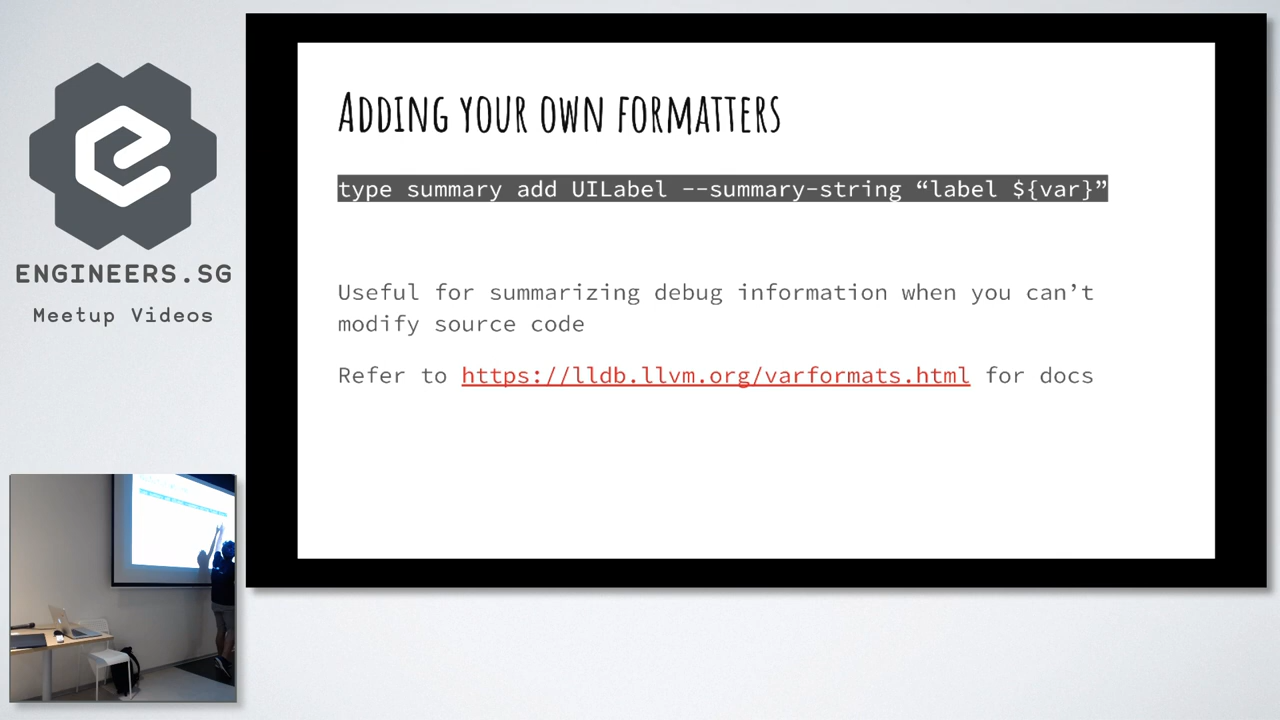 ENGINEERS.SG
Meetup Videos
ADDING YOUR OWN FORMATTERS
type summary add UILabel --summary-string “label ${var}”
Useful for summarizing debug information when you can’t
modify source code
Refer to https://lldb.llvm.org/varformats.html for docs